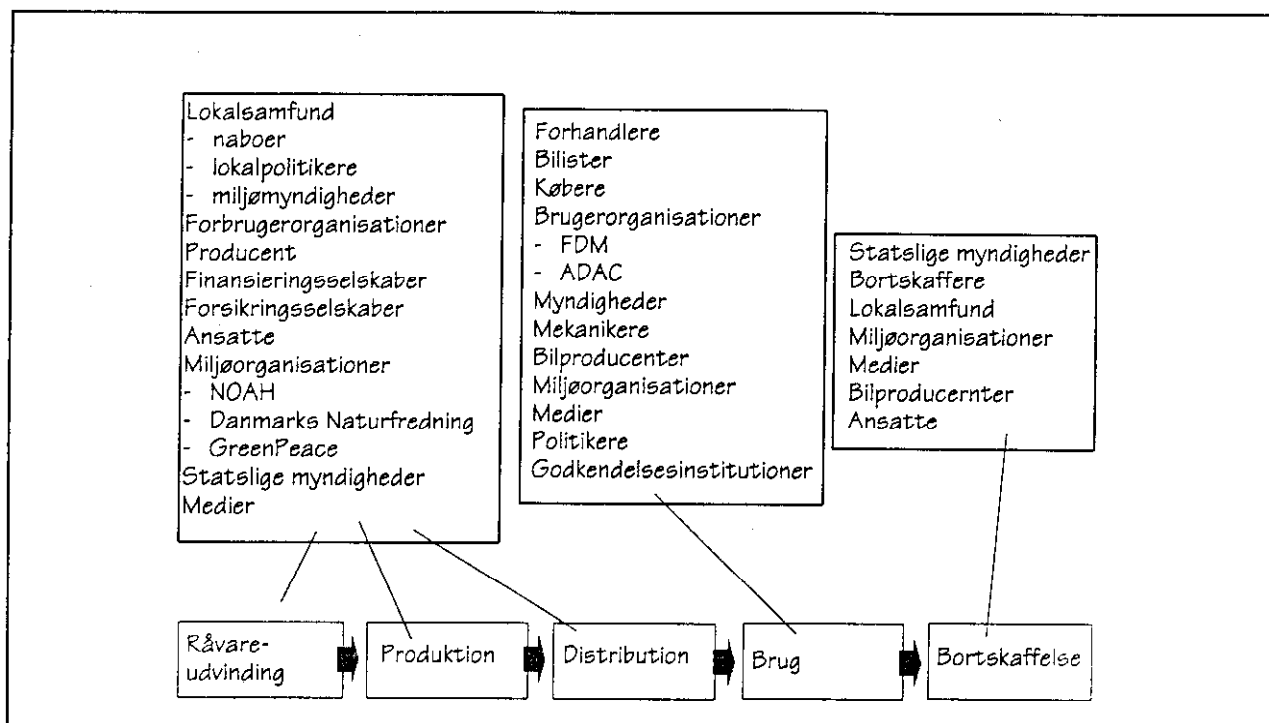 Lokalsamfund
- naboer
- lokalpolitikere
- miljømyndigheder
Forbrugerorganisationer
Producent
Finansieringsselskaber
Forsikringsselskaber
Ansatte
Miljøorganisationer
- NOAH
- Danmarks Naturfredning
- GreenPeace
Statslige myndigheder
Medier
Forhandlere
Bilister
Købere
Brugerorganisationer
- FDM
- ADAC
Myndigheder
Mekanikere
Bilproducenter
Miljøorganisationer
Medier
Politikere
Godkendelsesinstitutioner
Statslige myndigheder
Bortskaffere
Lokalsamfund
Miljøorganisationer
Medier
Bilproducernter
Ansatte
Råvare-
udvinding
Produktion
Distribution
Brug
Bortskaffelse